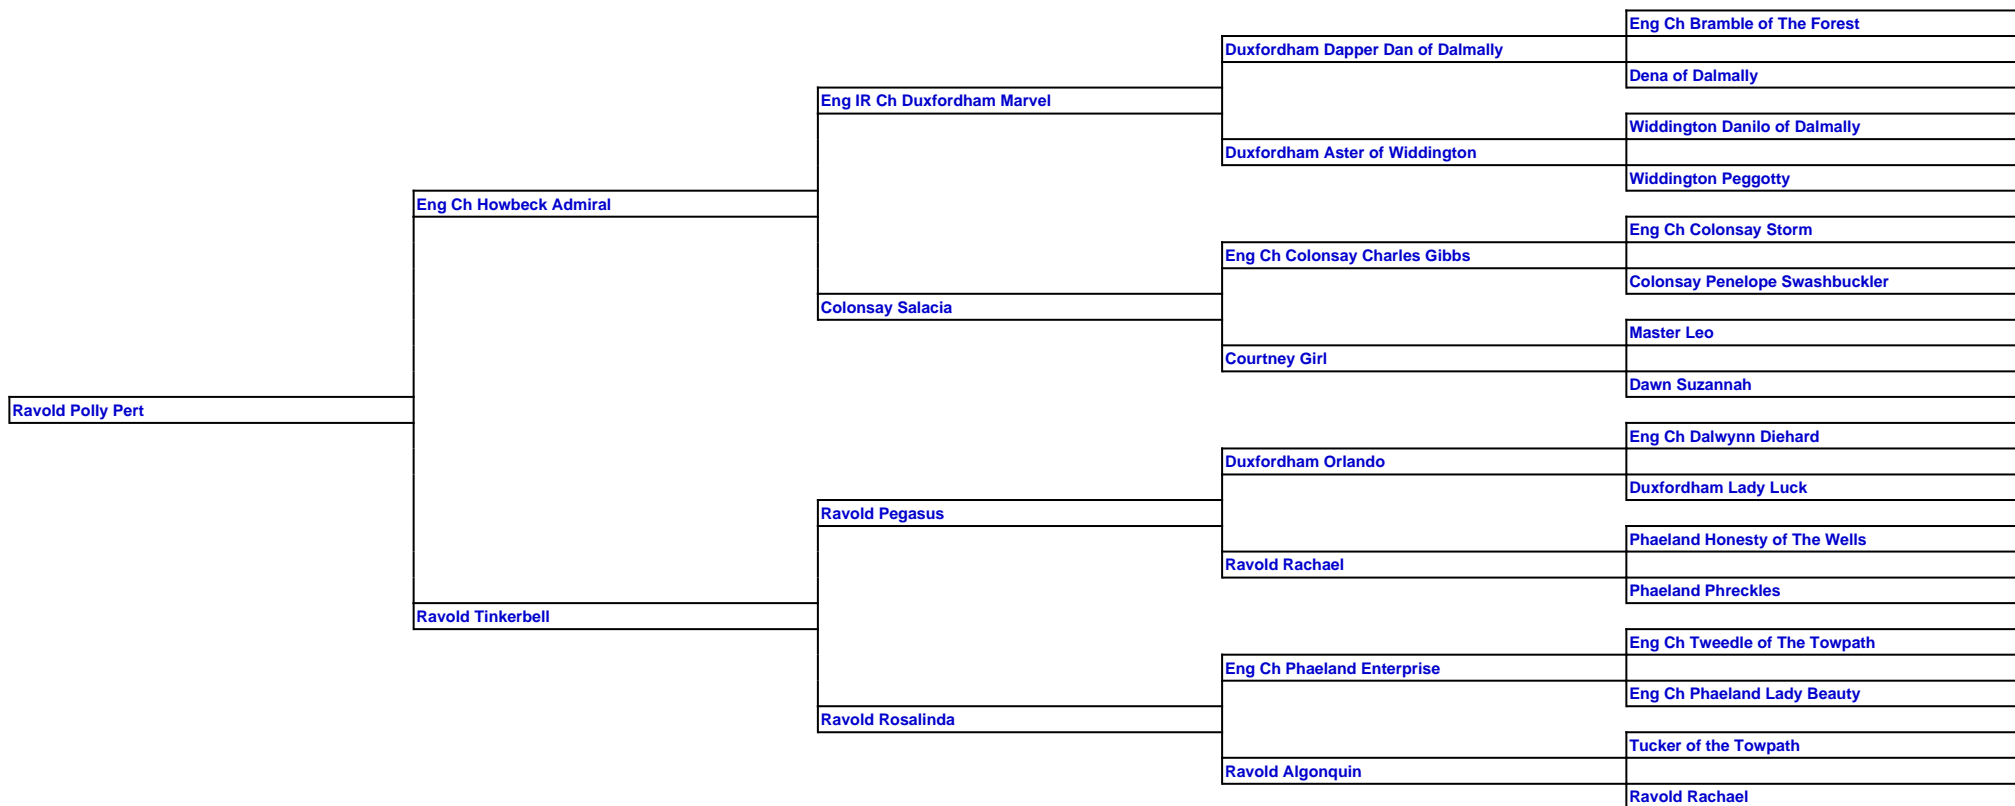 Eng Ch Bramble of The Forest
Duxfordham Dapper Dan of Dalmally
Dena of Dalmally
Eng IR Ch Duxfordham Marvel
Widdington Danilo of Dalmally
Duxfordham Aster of Widdington
Widdington Peggotty
Eng Ch Howbeck Admiral
Eng Ch Colonsay Storm
Eng Ch Colonsay Charles Gibbs
Colonsay Penelope Swashbuckler
Colonsay Salacia
Master Leo
Courtney Girl
Dawn Suzannah
Ravold Polly Pert
Eng Ch Dalwynn Diehard
Duxfordham Orlando
Duxfordham Lady Luck
Ravold Pegasus
Phaeland Honesty of The Wells
Ravold Rachael
Phaeland Phreckles
Ravold Tinkerbell
Eng Ch Tweedle of The Towpath
Eng Ch Phaeland Enterprise
Eng Ch Phaeland Lady Beauty
Ravold Rosalinda
Tucker of the Towpath
Ravold Algonquin
Ravold Rachael